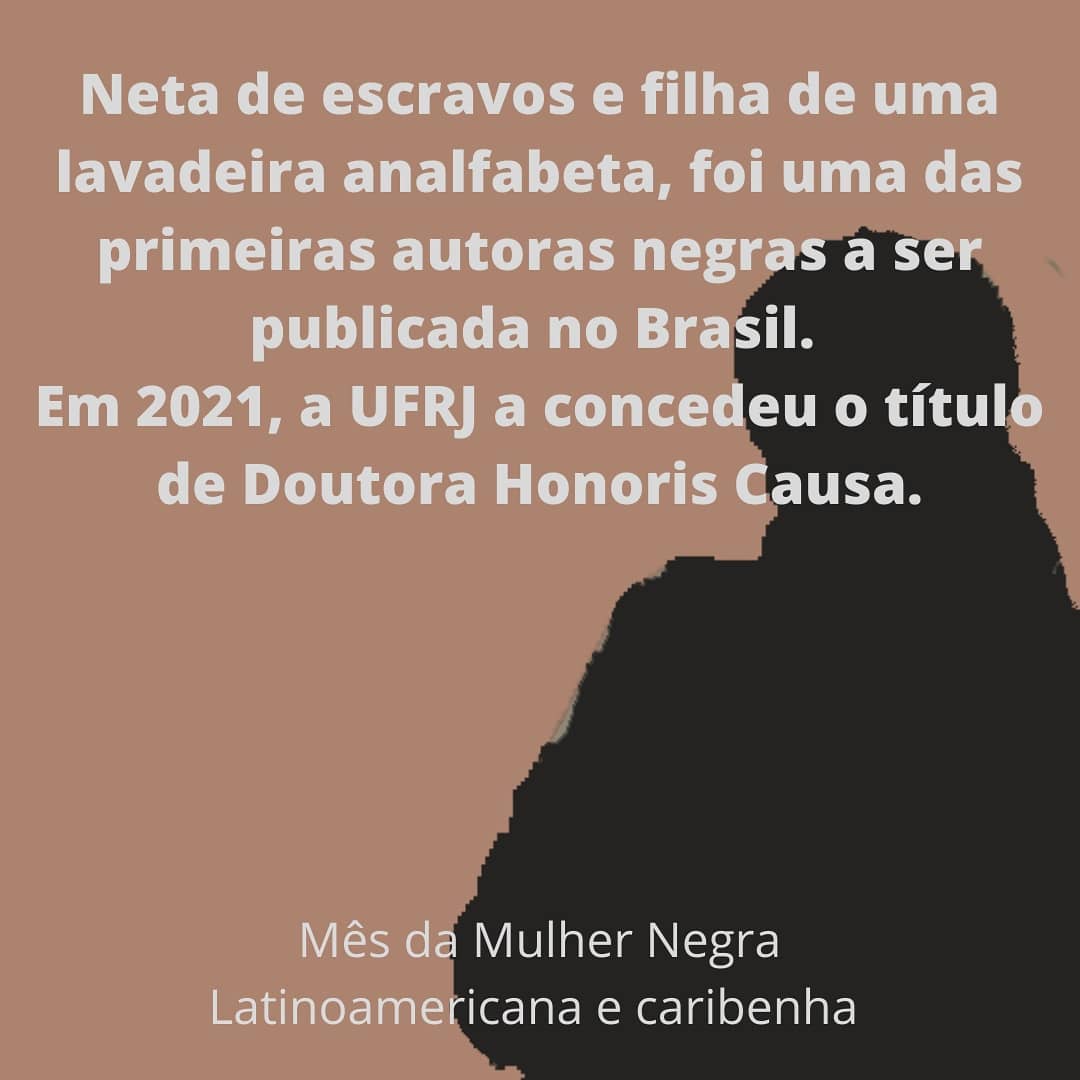 Neta de escravos e filha de uma
lavadeira analfabeta, foi uma das
primeiras autoras negras a ser
publicada no Brasil.
Em 2021, a UFRJ a concedeu o título
de Doutora Honoris Causa.
Mês da Mulher Negra
Latinoamericana e caribenha